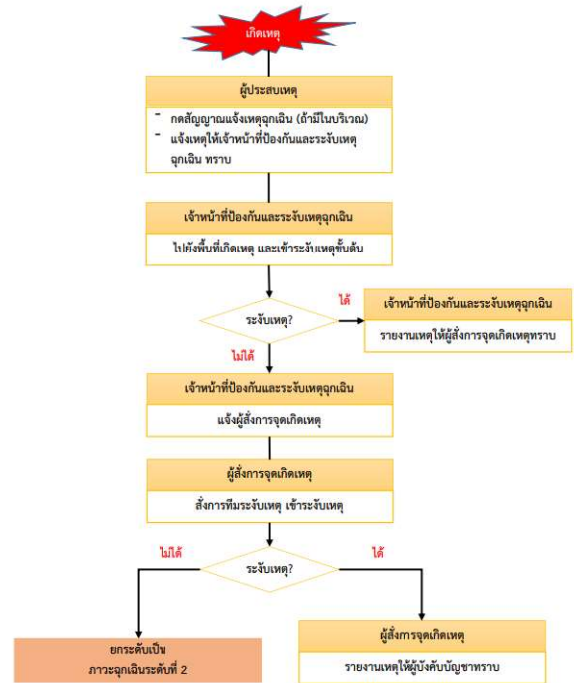 เกิดเหตุ
ผู้ประสบเหตุ
- กดสัญญาณแจ้งเหตุฉุกเฉิน (ถ้ามีในบริเวณ)
- แจ้งเหตุให้เจ้าหน้าที่ป้องกันและระงับเหตุ
ฉุกเฉิน ทราบ
เจ้าหน้าที่ป้องกันและระงับเหตุฉุกเฉิน
ไปยังพื้นที่เกิดเหตุ และเข้าระงับเหตุขั้นต้น
ระงับเหตุ?
ได้
เจ้าหน้าที่ป้องกันและระงับเหตุฉุกเฉิน
รายงานเหตุให้ผู้สั่งการจุดเกิดเหตุทราบ
ไม่ได้
เจ้าหน้าที่ป้องกันและระงับเหตุฉุกเฉิน
แจ้งผู้สั่งการจุดเกิดเหตุ
ผู้สั่งการจุดเกิดเหตุ
สั่งการทีมระงับเหตุ เข้าระงับเหตุ
ไม่ได้
ระงับเหตุ?
ได้
ยกระดับเป็น
ภาวะฉุกเฉินระดับที่ 2
ผู้สั่งการจุดเกิดเหตุ
รายงานเหตุให้ผู้บังคับบัญชาทราบ